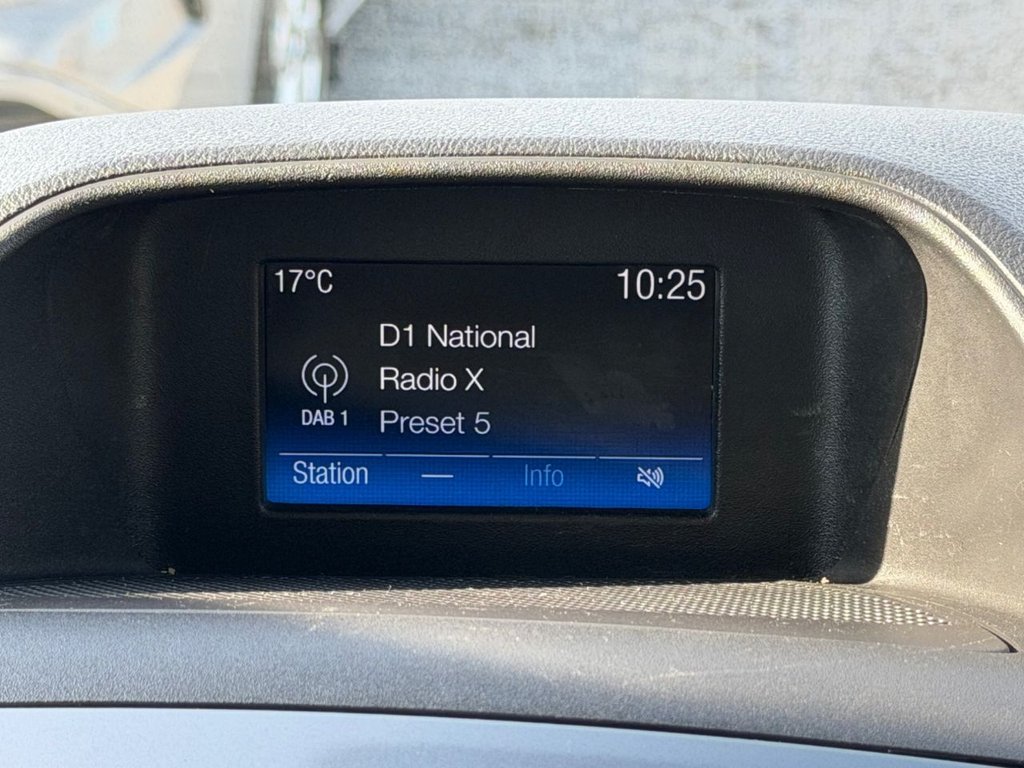 17°C 10:25
D1 National
Radio X
DAB 1 Preset 5
Station — Info